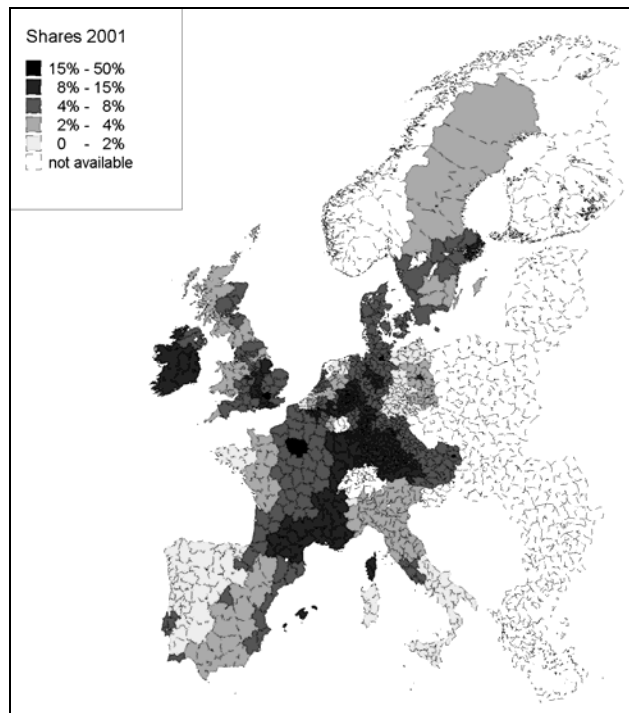 Shares 2001
15% - 50%
8% - 15%
4% - 8%
2% - 4%
0 - 2%
not available